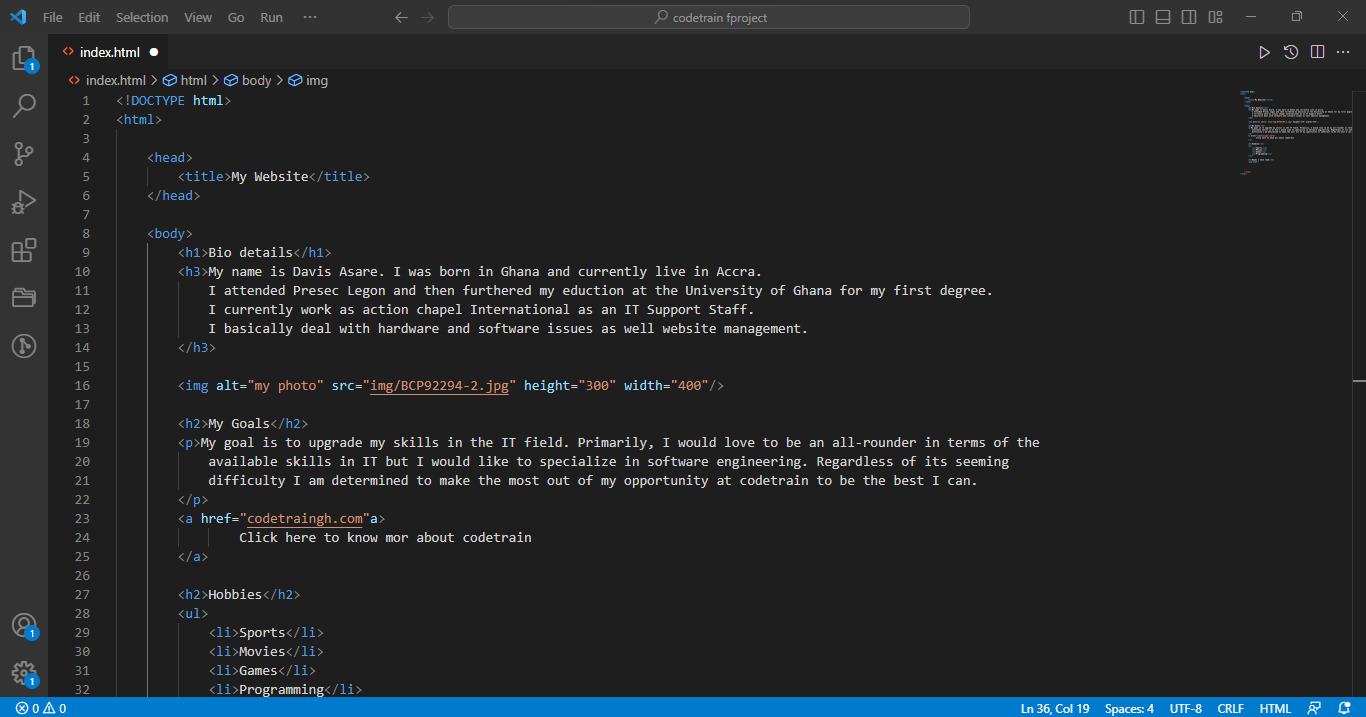 File Edit Selection View Go Run ···
codetrain fproject
index.html
index.html > html > body > img
1 <!DOCTYPE html>
2 <html>
3
4 <head>
5 <title>My Website</title>
6 </head>
7
8 <body>
9 <h1>Bio details</h1>
10 <h3>My name is Davis Asare. I was born in Ghana and currently live in Accra.
11 I attended Presec Legon and then furthered my eduction at the University of Ghana for my first degree.
12 I currently work as action chapel International as an IT Support Staff.
13 I basically deal with hardware and software issues as well website management.
14 </h3>
15
16 <img alt="my photo" src="img/BCP92294-2.jpg" height="300" width="400"/>
17
18 <h2>My Goals</h2>
19 <p>My goal is to upgrade my skills in the IT field. Primarily, I would love to be an all-rounder in terms of the
20 available skills in IT but I would like to specialize in software engineering. Regardless of its seeming
21 difficulty I am determined to make the most out of my opportunity at codetrain to be the best I can.
22 </p>
23 <a href="codetraingh.com"a>
24 Click here to know mor about codetrain
25 </a>
26
27 <h2>Hobbies</h2>
28 <ul>
29 <li>Sports</li>
30 <li>Movies</li>
31 <li>Games</li>
32 <li>Programming</li>
1
1
1
0 0 Ln 36, Col 19 Spaces: 4 UTF-8 CRLF HTML